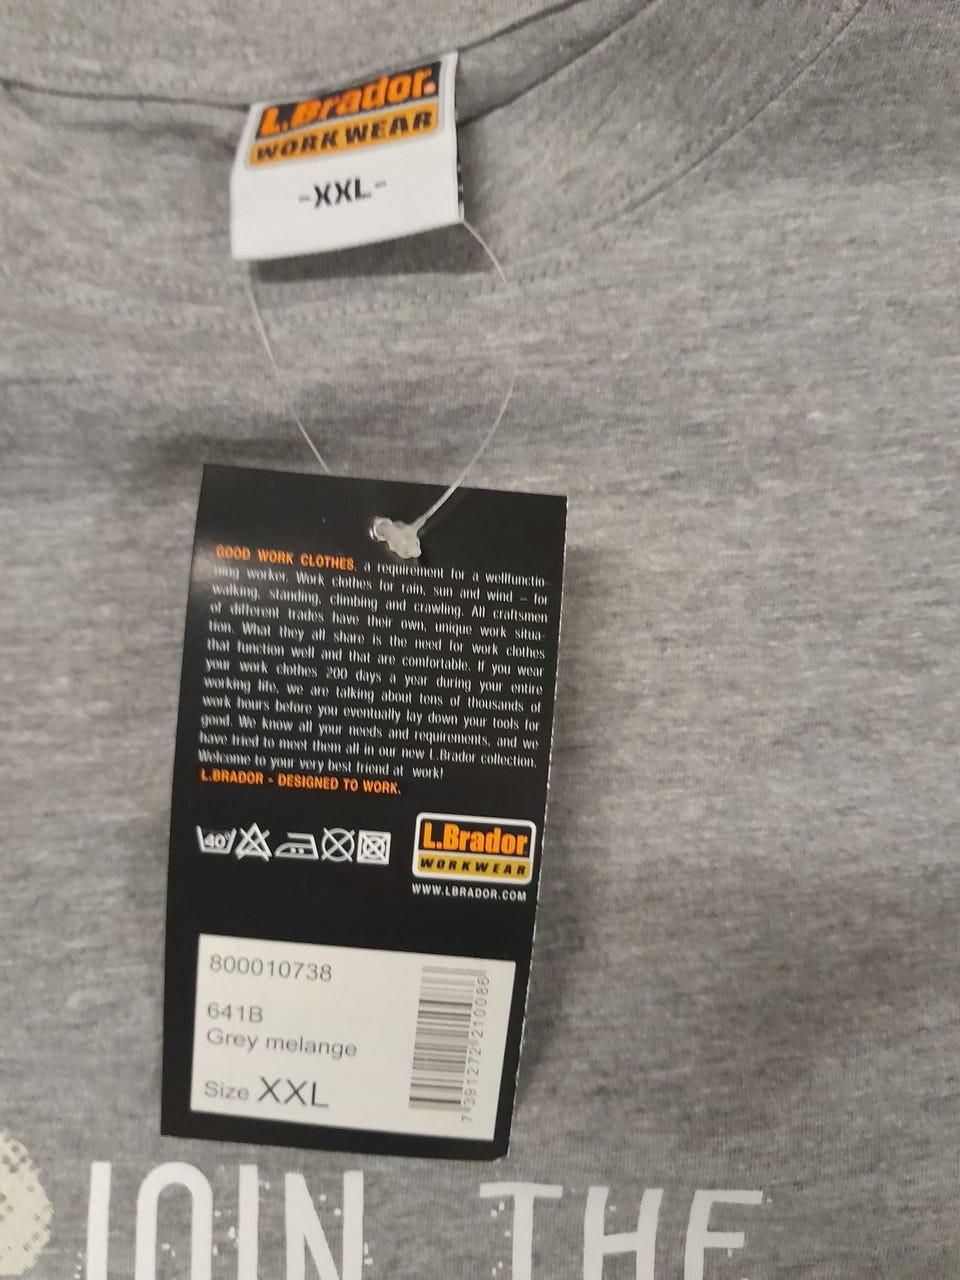 L.Brador.
WORKWEAR
-XXL-
GOOD WORK CLOTHES, a requirement for a wellfunctio-
ning worker. Work clothes for rain, sun and wind – for
walking, standing, climbing and crawling. All craftsmen
of different trades have their own, unique work situa-
tion. What they all share is the need for work clothes
that function well and that are comfortable. If you wear
your work clothes 200 days a year during your entire
working life, we are talking about tens of thousands of
work hours before you eventually lay down your tools for
good. We know all your needs and requirements, and we
have tried to meet them all in our new L.Brador collection.
Welcome to your very best friend at work!
L.BRADOR - DESIGNED TO WORK.
40
L.Brador
WORKWEAR
WWW.LBRADOR.COM
800010738
641B
Grey melange
Size XXL
7391272210086
JOIN THE